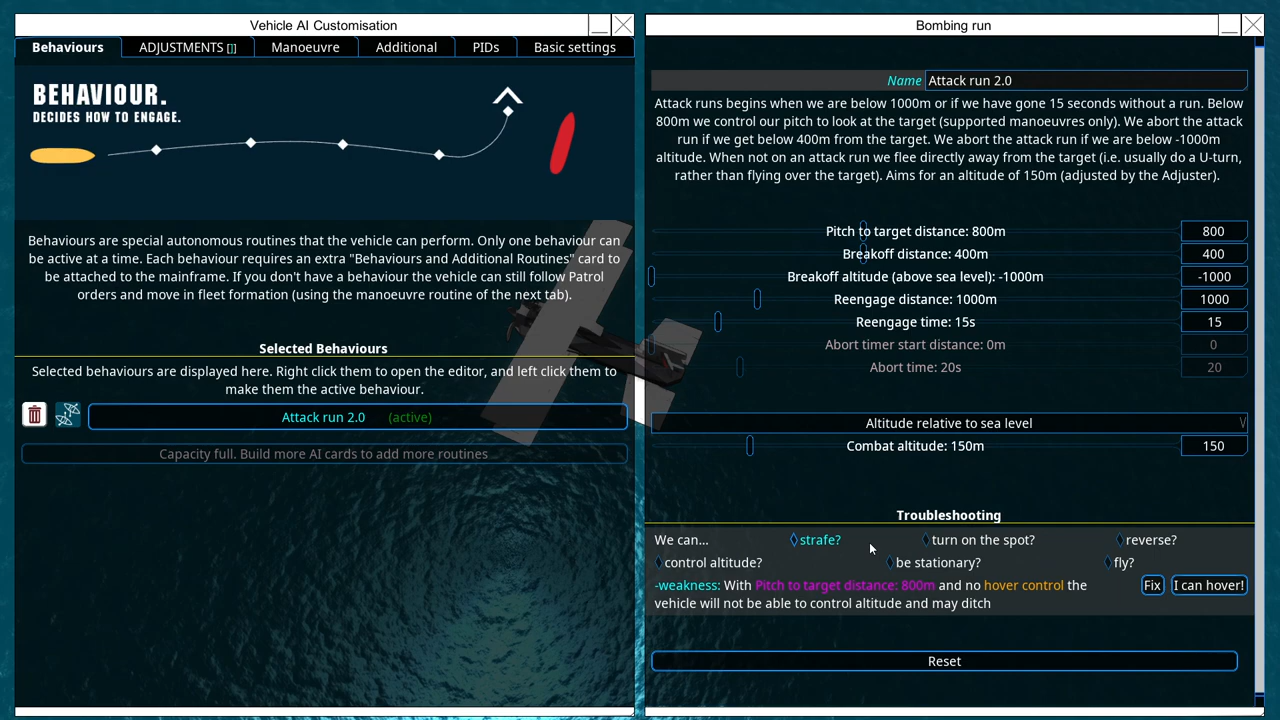 Vehicle AI Customisation
Behaviours
ADJUSTMENTS []
Manoeuvre
Additional
PIDs
Basic settings
BEHAVIOUR.
DECIDES HOW TO ENGAGE.
Behaviours are special autonomous routines that the vehicle can perform. Only one behaviour can
be active at a time. Each behaviour requires an extra "Behaviours and Additional Routines" card to
be attached to the mainframe. If you don't have a behaviour the vehicle can still follow Patrol
orders and move in fleet formation (using the manoeuvre routine of the next tab).
Selected Behaviours
Selected behaviours are displayed here. Right click them to open the editor, and left click them to
make them the active behaviour.
Attack run 2.0 (active)
Capacity full. Build more AI cards to add more routines
Bombing run
Name Attack run 2.0
Attack runs begins when we are below 1000m or if we have gone 15 seconds without a run. Below
800m we control our pitch to look at the target (supported manoeuvres only). We abort the attack
run if we get below 400m from the target. We abort the attack run if we are below -1000m
altitude. When not on an attack run we flee directly away from the target (i.e. usually do a U-turn,
rather than flying over the target). Aims for an altitude of 150m (adjusted by the Adjuster).
Pitch to target distance: 800m 800
Breakoff distance: 400m 400
Breakoff altitude (above sea level): -1000m -1000
Reengage distance: 1000m 1000
Reengage time: 15s 15
Abort timer start distance: 0m 0
Abort time: 20s 20
Altitude relative to sea level V
Combat altitude: 150m 150
Troubleshooting
We can... strafe? turn on the spot? reverse?
control altitude? be stationary? fly?
-weakness: With Pitch to target distance: 800m and no hover control the
vehicle will not be able to control altitude and may ditch
Fix
I can hover!
Reset